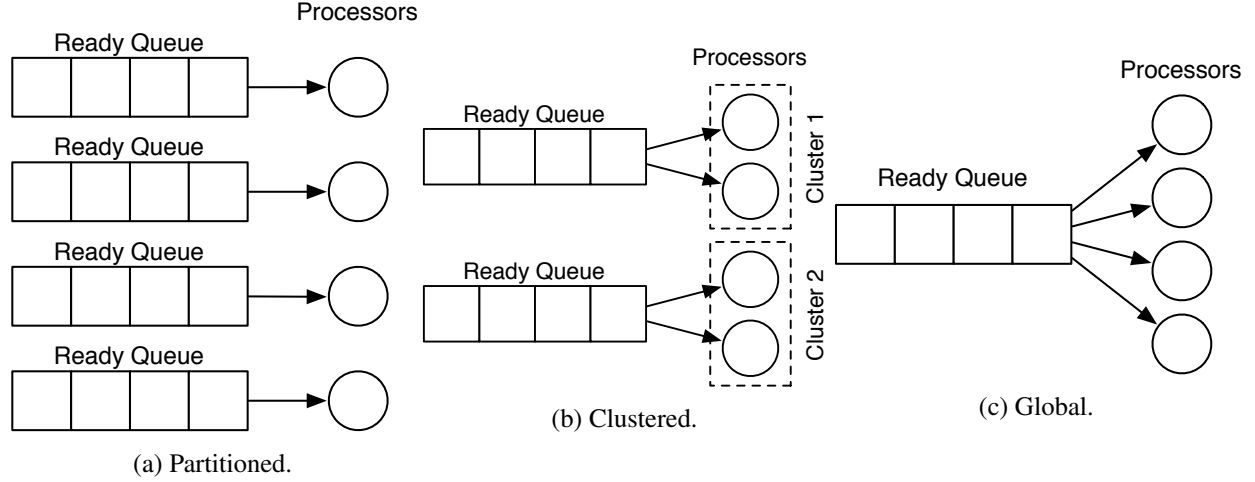 Processors
Ready Queue
Ready Queue
Ready Queue
Ready Queue
(a) Partitioned.
Processors
Ready Queue
Cluster 1
Ready Queue
Cluster 2
(b) Clustered.
Processors
Ready Queue
(c) Global.